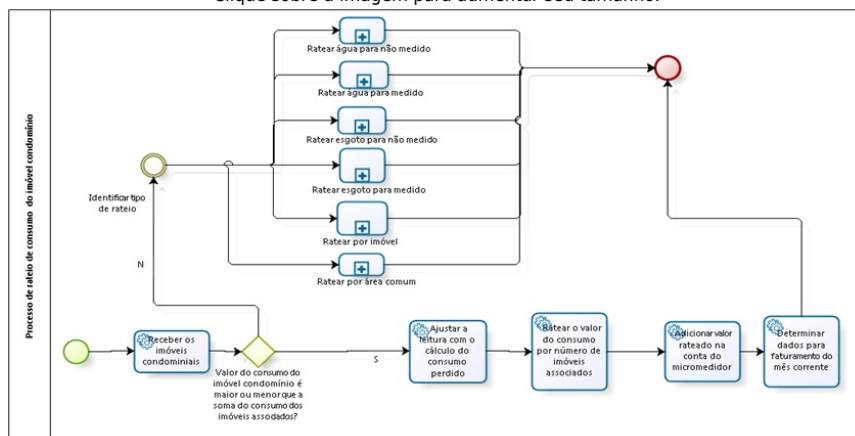 Clique sobre a imagem para aumentar seu tamanho.
Processo de rateio de consumo do imóvel condomínio
Ratear água para não medido
Ratear água para medido
Ratear esgoto para não medido
Ratear esgoto para medido
Ratear por imóvel
Ratear por área comum
Identificar tipo
de rateio
N
Receber os
imóveis
condominiais
Valor do consumo do
imóvel condomínio é
maior ou menor que a
soma do consumo dos
imóveis associados?
S
Ajustar a
leitura com o
cálculo do
consumo
perdido
Ratear o valor
do consumo
por número de
imóveis
associados
Adicionar valor
rateado na
conta do
micromedidor
Determinar
dados para
faturamento do
mês corrente